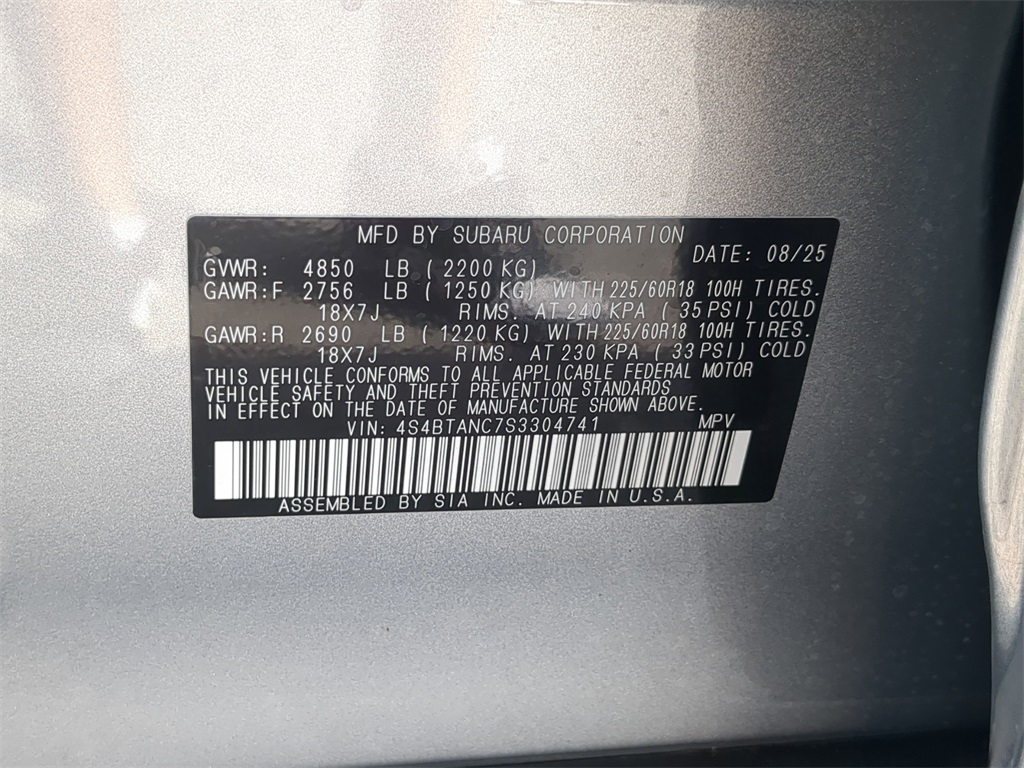 MFD BY SUBARU CORPORATION
DATE: 08/25
GVWR: 4850 LB ( 2200 KG)
GAWR:F 2756 LB ( 1250 KG) WITH 225/60R18 100H TIRES.
18X7J RIMS. AT 240 KPA ( 35 PSI) COLD
GAWR:R 2690 LB ( 1220 KG) WITH 225/60R18 100H TIRES.
18X7J RIMS. AT 230 KPA ( 33 PSI) COLD
THIS VEHICLE CONFORMS TO ALL APPLICABLE FEDERAL MOTOR
VEHICLE SAFETY AND THEFT PREVENTION STANDARDS
IN EFFECT ON THE DATE OF MANUFACTURE SHOWN ABOVE.
VIN: 4S4BTANC7S3304741 MPV
ASSEMBLED BY SIA INC. MADE IN U.S.A.